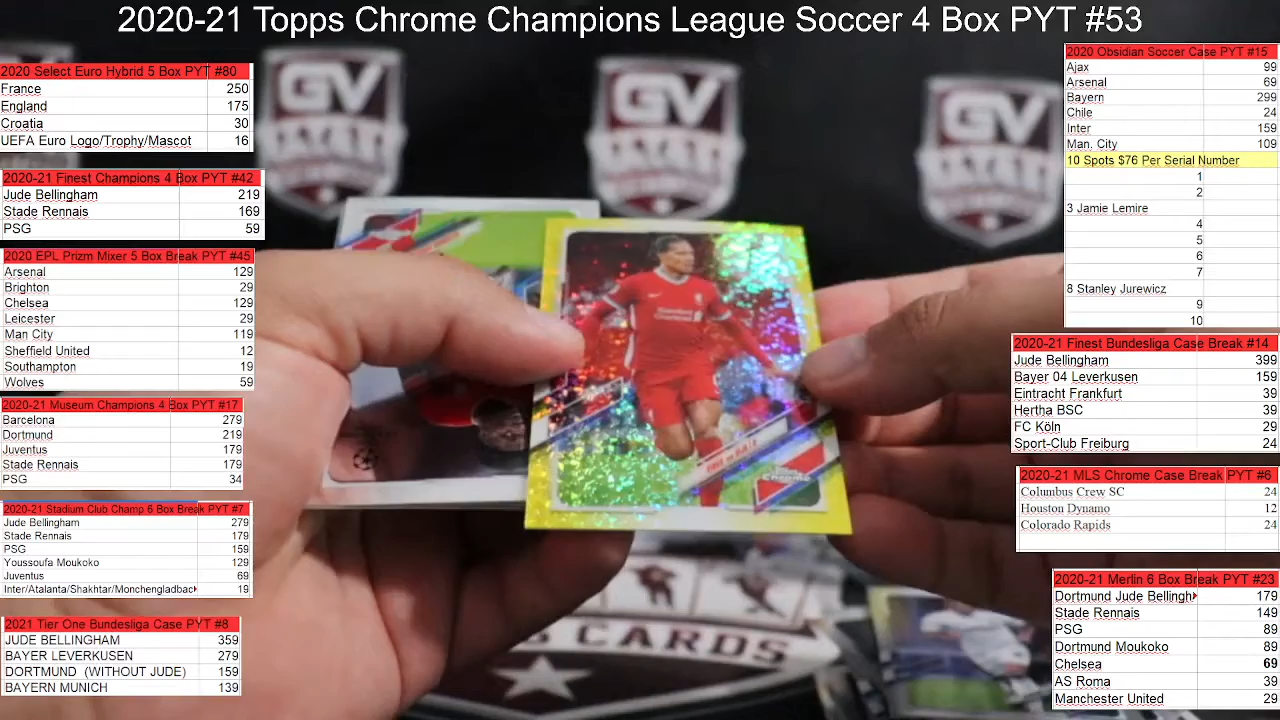 2020-21 Topps Chrome Champions League Soccer 4 Box PYT #53
2020 Select Euro Hybrid 5 Box PYT #80
France 250
England 175
Croatia 30
UEFA Euro Logo/Trophy/Mascot 16
2020-21 Finest Champions 4 Box PYT #42
Jude Bellingham 219
Stade Rennais 169
PSG 59
2020 EPL Prizm Mixer 5 Box Break PYT #45
Arsenal 129
Brighton 29
Chelsea 129
Leicester 29
Man City 119
Sheffield United 12
Southampton 19
Wolves 59
2020-21 Museum Champions 4 Box PYT #17
Barcelona 279
Dortmund 219
Juventus 179
Stade Rennais 179
PSG 34
2020-21 Stadium Club Champ 6 Box Break PYT #7
Jude Bellingham 279
Stade Rennais 179
PSG 159
Youssoufa Moukoko 129
Juventus 69
Inter/Atalanta/Shakhtar/Monchengladbac 19
2021 Tier One Bundesliga Case PYT #8
JUDE BELLINGHAM 359
BAYER LEVERKUSEN 279
DORTMUND (WITHOUT JUDE) 159
BAYERN MUNICH 139
GV
GV
GV
CARDS
2020 Obsidian Soccer Case PYT #15
Ajax 99
Arsenal 69
Bayern 299
Chile 24
Inter 159
Man. City 109
10 Spots $76 Per Serial Number
1
2
3 Jamie Lemire
4
5
6
7
8 Stanley Jurewicz
9
10
2020-21 Finest Bundesliga Case Break #14
Jude Bellingham 399
Bayer 04 Leverkusen 159
Eintracht Frankfurt 39
Hertha BSC 39
FC Köln 29
Sport-Club Freiburg 24
2020-21 MLS Chrome Case Break PYT #6
Columbus Crew SC 24
Houston Dynamo 12
Colorado Rapids 24
2020-21 Merlin 6 Box Break PYT #23
Dortmund Jude Bellingh 179
Stade Rennais 149
PSG 89
Dortmund Moukoko 89
Chelsea 69
AS Roma 39
Manchester United 29